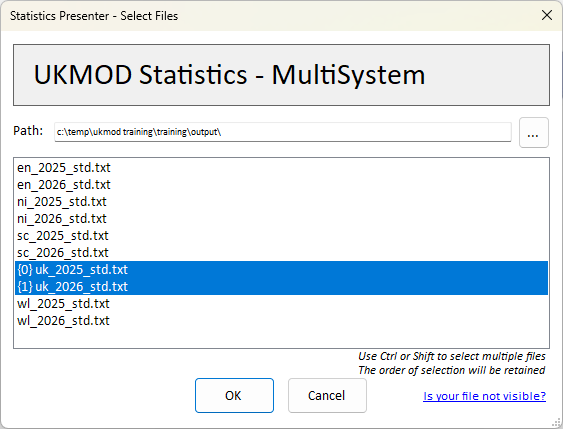 Statistics Presenter - Select Files
UKMOD Statistics - MultiSystem
Path: c:\temp\ukmod training\training\output\ ...
en_2025_std.txt
en_2026_std.txt
ni_2025_std.txt
ni_2026_std.txt
sc_2025_std.txt
sc_2026_std.txt
{0} uk_2025_std.txt
{1} uk_2026_std.txt
wl_2025_std.txt
wl_2026_std.txt
Use Ctrl or Shift to select multiple files
The order of selection will be retained
OK Cancel Is your file not visible?